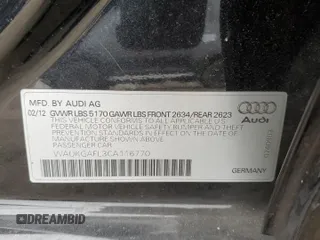 MFD. BY AUDI AG
02/12 GVWR LBS 5170 GAWR LBS FRONT 2634/REAR 2623
THIS VEHICLE CONFORMS TO ALL APPLICABLE U.S.
FEDERAL MOTOR VEHICLE SAFETY, BUMPER AND THEFT
PREVENTION STANDARDS IN EFFECT ON THE DATE OF
MANUFACTURE SHOWN ABOVE
PASSENGER CAR
Audi
GERMANY
DREAMBID